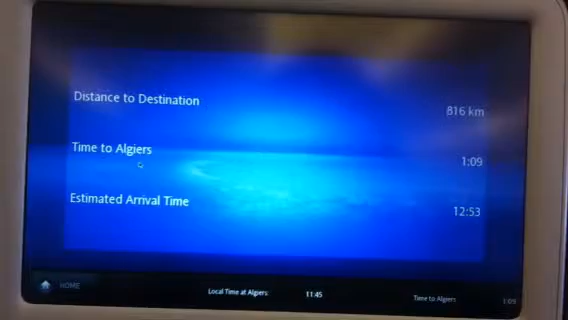 Distance to Destination 816 km
Time to Algiers 1:09
Estimated Arrival Time 12:53
HOME Local Time at Algiers: 11:45 Time to Algiers 1:09